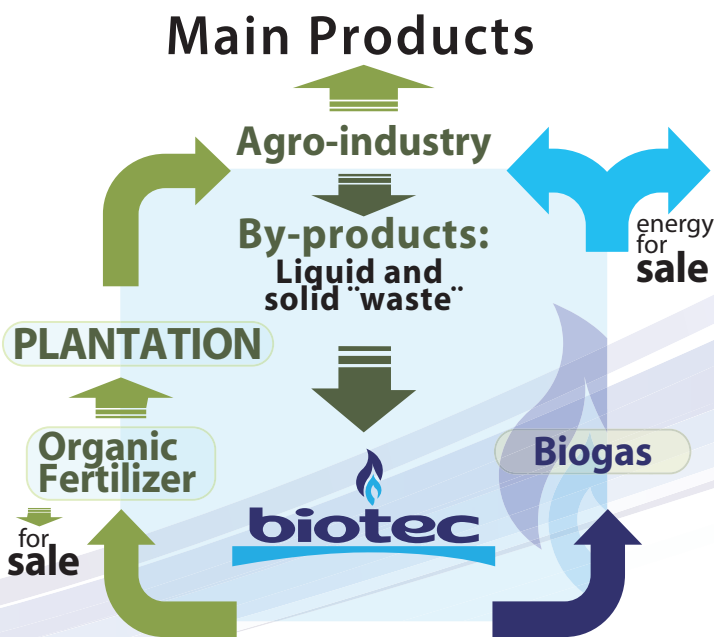 Main Products
Agro-industry
By-products:
Liquid and
solid ¨waste¨
energy
for
sale
PLANTATION
Organic
Fertilizer
Biogas
for
sale
biotec